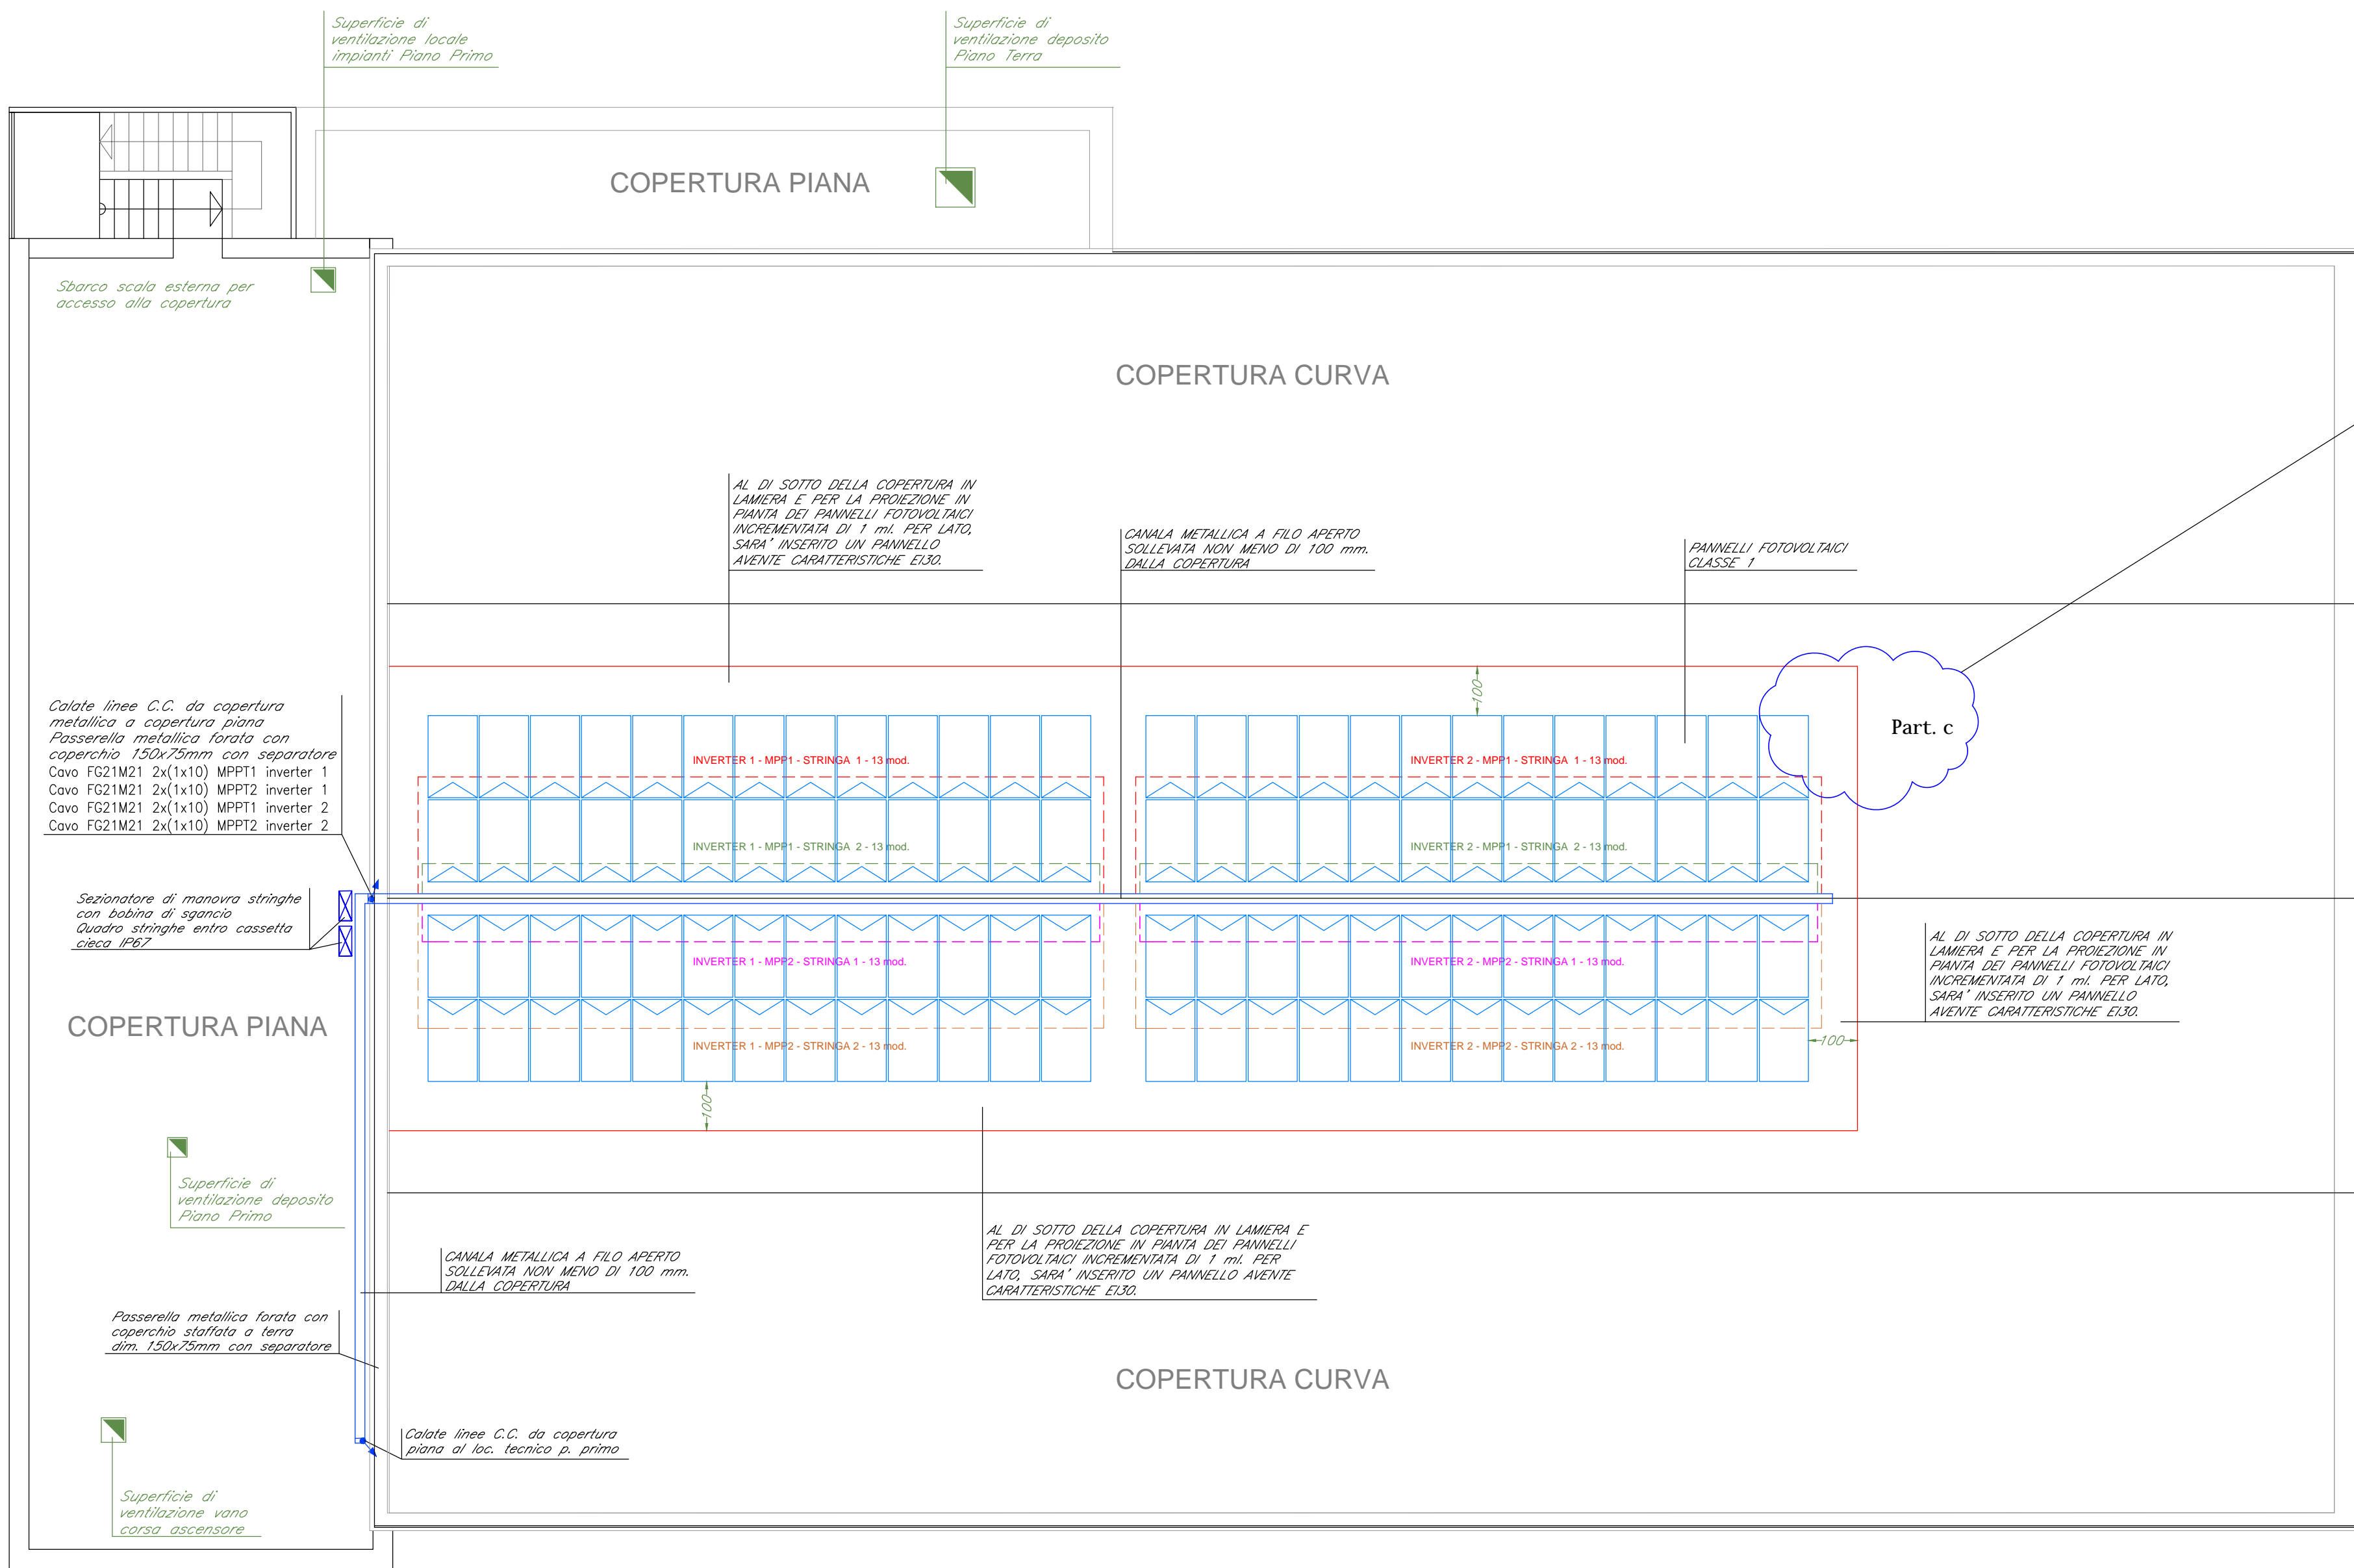 Superficie di
ventilazione locale
impianti Piano Primo
Superficie di
ventilazione deposito
Piano Terra
COPERTURA PIANA
Sbarco scala esterna per
accesso alla copertura
COPERTURA CURVA
AL DI SOTTO DELLA COPERTURA IN
LAMIERA E PER LA PROIEZIONE IN
PIANTA DEI PANNELLI FOTOVOLTAICI
INCREMENTATA DI 1 ml. PER LATO,
SARA' INSERITO UN PANNELLO
AVENTE CARATTERISTICHE EI30.
CANALA METALLICA A FILO APERTO
SOLLEVATA NON MENO DI 100 mm.
DALLA COPERTURA
PANNELLI FOTOVOLTAICI
CLASSE 1
Part. c
100
Calate linee C.C. da copertura
metallica a copertura piana
Passerella metallica forata con
coperchio 150x75mm con separatore
Cavo FG21M21 2x(1x10) MPPT1 inverter 1
Cavo FG21M21 2x(1x10) MPPT2 inverter 1
Cavo FG21M21 2x(1x10) MPPT1 inverter 2
Cavo FG21M21 2x(1x10) MPPT2 inverter 2
INVERTER 1 - MPP1 - STRINGA 1 - 13 mod.
INVERTER 2 - MPP1 - STRINGA 1 - 13 mod.
INVERTER 1 - MPP1 - STRINGA 2 - 13 mod.
INVERTER 2 - MPP1 - STRINGA 2 - 13 mod.
Sezionatore di manovra stringhe
con bobina di sgancio
Quadro stringhe entro cassetta
cieca IP67
INVERTER 1 - MPP2 - STRINGA 1 - 13 mod.
INVERTER 2 - MPP2 - STRINGA 1 - 13 mod.
AL DI SOTTO DELLA COPERTURA IN
LAMIERA E PER LA PROIEZIONE IN
PIANTA DEI PANNELLI FOTOVOLTAICI
INCREMENTATA DI 1 ml. PER LATO,
SARA' INSERITO UN PANNELLO
AVENTE CARATTERISTICHE EI30.
COPERTURA PIANA
INVERTER 1 - MPP2 - STRINGA 2 - 13 mod.
INVERTER 2 - MPP2 - STRINGA 2 - 13 mod.
100
100
Superficie di
ventilazione deposito
Piano Primo
AL DI SOTTO DELLA COPERTURA IN LAMIERA E
PER LA PROIEZIONE IN PIANTA DEI PANNELLI
FOTOVOLTAICI INCREMENTATA DI 1 ml. PER
LATO, SARA' INSERITO UN PANNELLO AVENTE
CARATTERISTICHE EI30.
CANALA METALLICA A FILO APERTO
SOLLEVATA NON MENO DI 100 mm.
DALLA COPERTURA
Passerella metallica forata con
coperchio staffata a terra
dim. 150x75mm con separatore
COPERTURA CURVA
Calate linee C.C. da copertura
piana al loc. tecnico p. primo
Superficie di
ventilazione vano
corsa ascensore